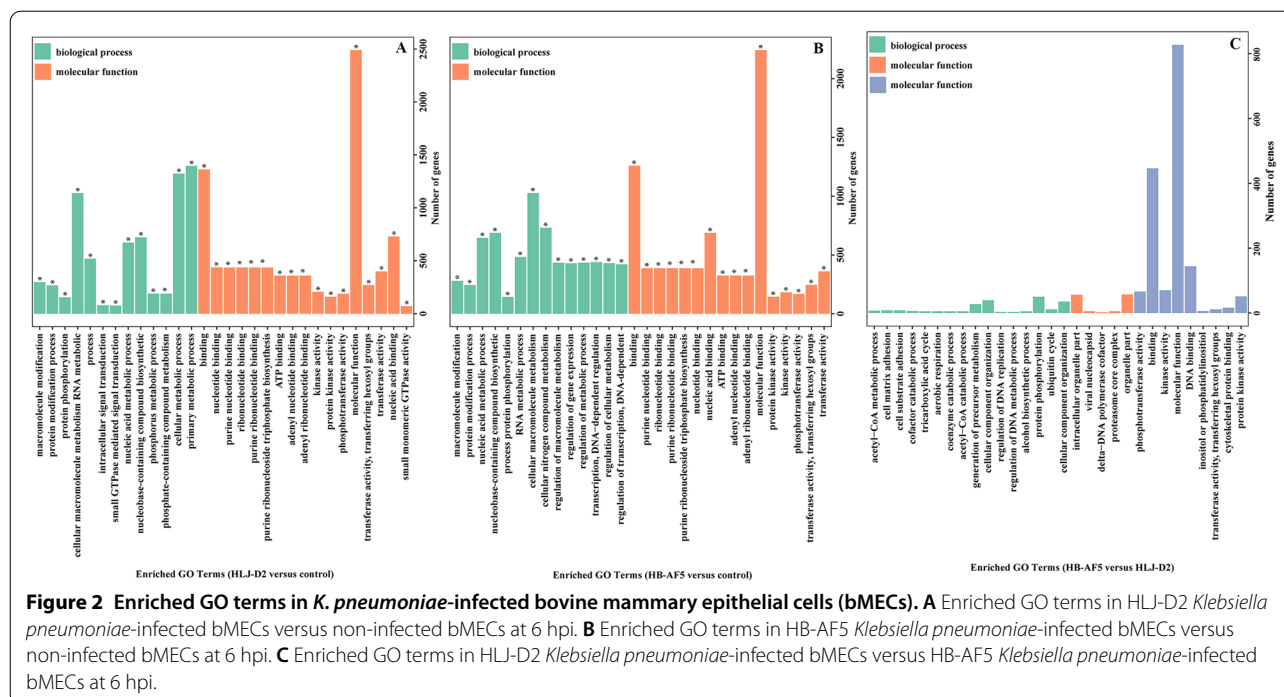 A
biological process
molecular function
2500
2000
1500
1000
500
0
Number of genes
macromolecule modification
protein modification process
protein phosphorylation
cellular macromolecule metabolism RNA metabolic
process
intracellular signal transduction
small GTPase mediated signal transduction
nucleic acid metabolic process
nucleobase-containing compound biosynthetic
phosphorus metabolic process
phosphate-containing compound metabolism
cellular metabolic process
primary metabolic process
binding
nucleotide binding
purine nucleotide binding
ribonucleotide binding
purine ribonucleotide binding
purine ribonucleoside triphosphate biosynthesis
ATP binding
adenyl nucleotide binding
adenyl ribonucleotide binding
kinase activity
protein kinase activity
phosphotransferase activity
molecular function
transferase activity, transferring hexosyl groups
transferase activity
nucleic acid binding
small monomeric GTPase activity
Enriched GO Terms (HLJ-D2 versus control)
B
biological process
molecular function
2000
1500
1000
500
0
Number of genes
macromolecule modification
protein modification process
nucleic acid metabolic process
nucleobase-containing compound biosynthetic
process protein phosphorylation
RNA metabolic process
cellular macromolecule metabolism
cellular nitrogen compound metabolism
regulation of macromolecule metabolism
regulation of gene expression
regulation of metabolic process
transcription, DNA-dependent regulation
regulation of cellular metabolism
regulation of transcription, DNA-dependent
binding
purine nucleotide binding
ribonucleotide binding
purine ribonucleotide binding
purine ribonucleoside triphosphate biosynthesis
nucleotide binding
nucleic acid binding
ATP binding
adenyl nucleotide binding
adenyl ribonucleotide binding
protein kinase activity
kinase activity
phosphotransferase activity
transferase activity, transferring hexosyl groups
transferase activity
Enriched GO Terms (HB-AF5 versus control)
C
biological process
molecular function
molecular function
800
600
400
200
0
Number of genes
acetyl-CoA metabolic process
cell matrix adhesion
cell substrate adhesion
cofactor catabolic process
tricarboxylic acid cycle
aerobic respiration
coenzyme catabolic process
acetyl-CoA catabolic process
generation of precursor metabolism
cellular component organization
regulation of DNA replication
regulation of DNA metabolic process
alcohol biosynthetic process
protein phosphorylation
ubiquitin cycle
cellular component organization
intracellular organelle part
viral nucleocapsid
delta-DNA polymerase cofactor
proteasome core complex
organelle part
phosphotransferase activity
binding
kinase activity
molecular function
DNA binding
inositol or phosphatidylinositol
transferase activity, transferring hexosyl groups
cytoskeletal protein binding
protein kinase activity
Enriched GO Terms (HB-AF5 versus HLJ-D2)
Figure 2 Enriched GO terms in K. pneumoniae-infected bovine mammary epithelial cells (bMECs). A Enriched GO terms in HLJ-D2 Klebsiella
pneumoniae-infected bMECs versus non-infected bMECs at 6 hpi. B Enriched GO terms in HB-AF5 Klebsiella pneumoniae-infected bMECs versus
non-infected bMECs at 6 hpi. C Enriched GO terms in HLJ-D2 Klebsiella pneumoniae-infected bMECs versus HB-AF5 Klebsiella pneumoniae-infected
bMECs at 6 hpi.